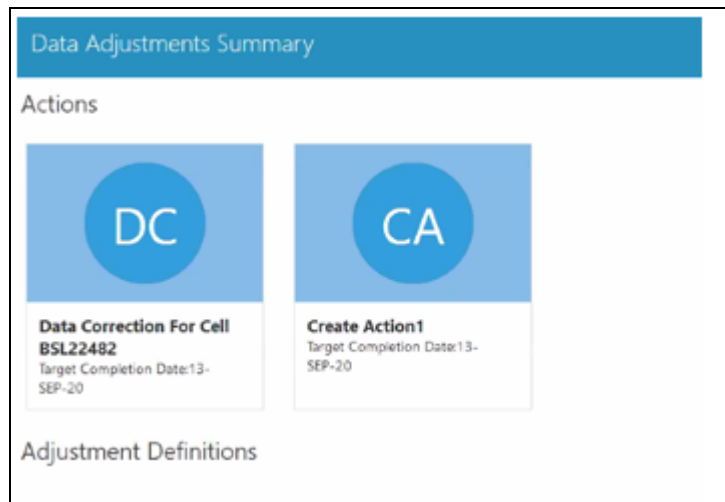 Data Adjustments Summary
Actions
DC
CA
Data Correction For Cell
BSL22482
Target Completion Date:13-
SEP-20
Create Action1
Target Completion Date:13-
SEP-20
Adjustment Definitions